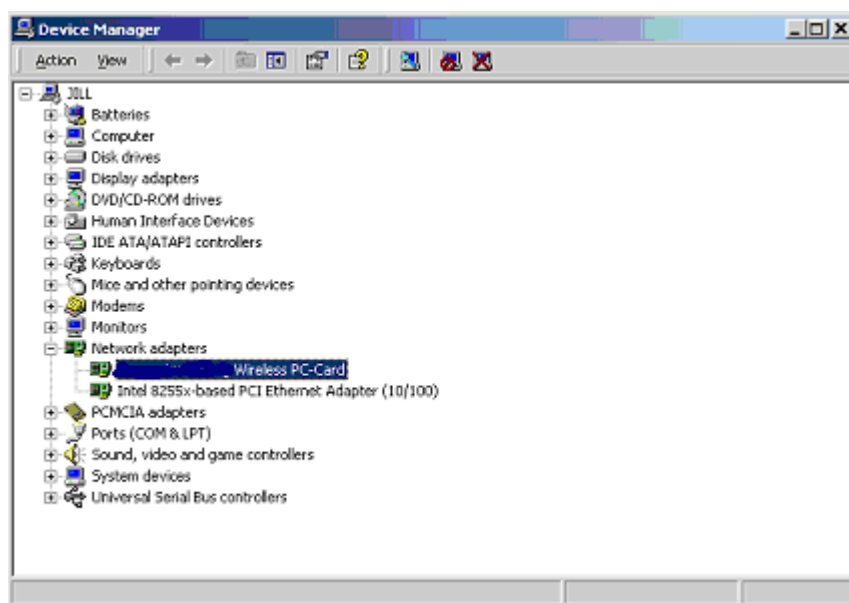 Device Manager
Action View
JILL
Batteries
Computer
Disk drives
Display adapters
DVD/CD-ROM drives
Human Interface Devices
IDE ATA/ATAPI controllers
Keyboards
Mice and other pointing devices
Modems
Monitors
Network adapters
Wireless PC-Card
Intel 8255x-based PCI Ethernet Adapter (10/100)
PCMCIA adapters
Ports (COM & LPT)
Sound, video and game controllers
System devices
Universal Serial Bus controllers